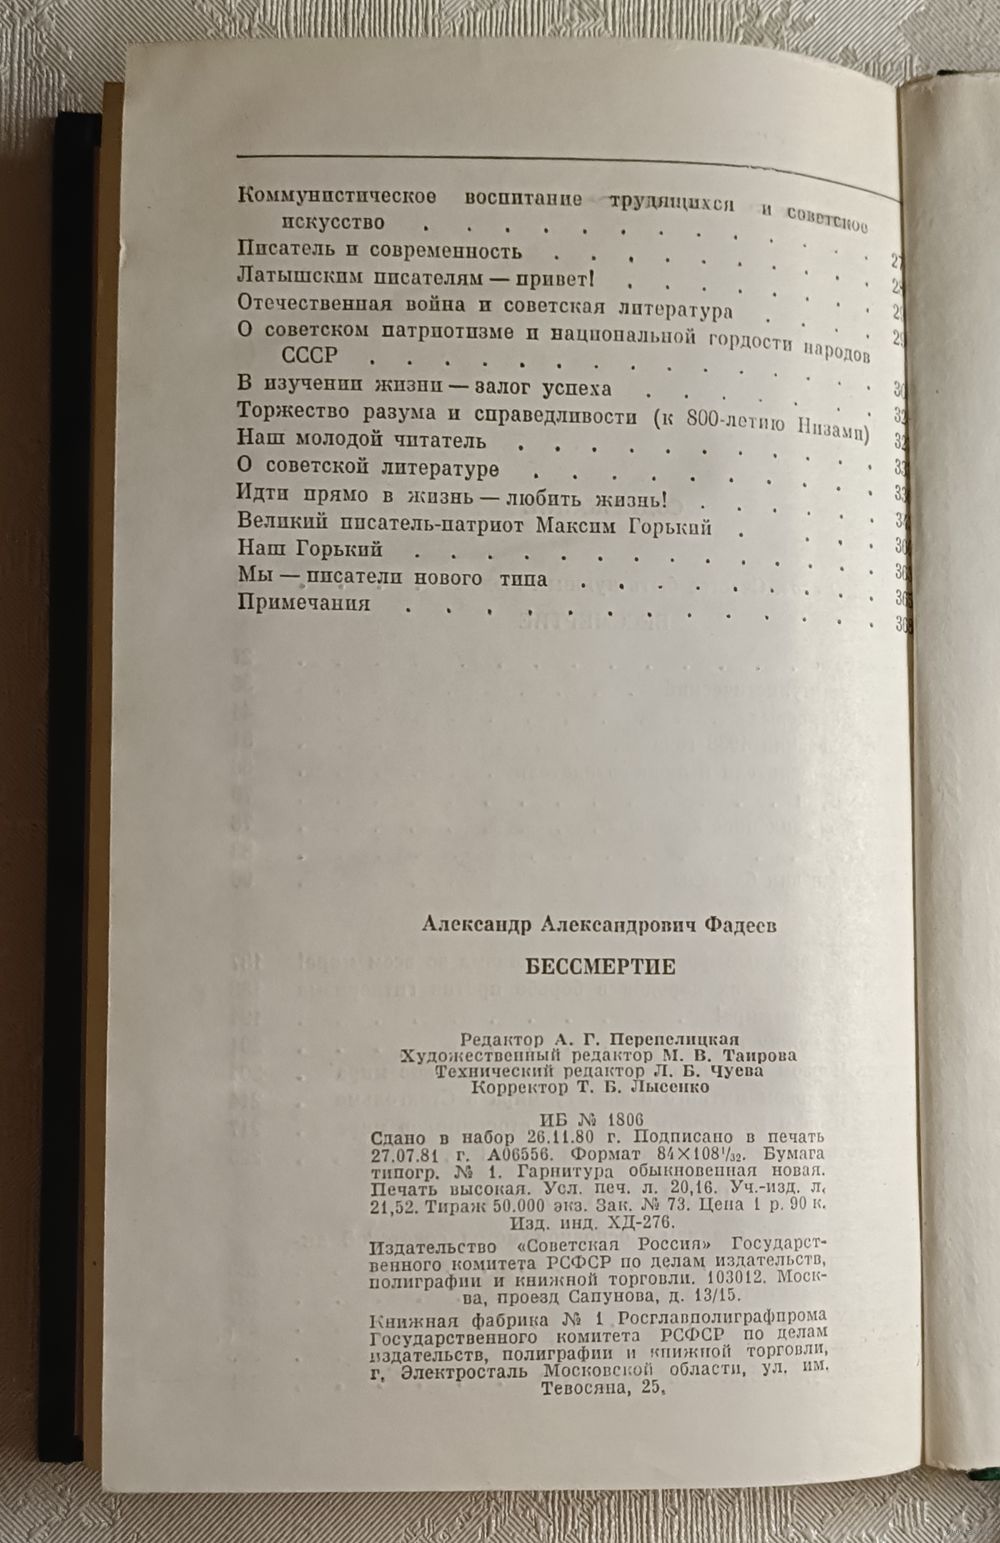 Коммунистическое воспитание трудящихся и советское
искусство . . . . . . . . . . . .
Писатель и современность . . . . . . . . .
Латышским писателям — привет! . . . . . . .
Отечественная война и советская литература . . .
О советском патриотизме и национальной гордости народов
СССР . . . . . . . . . . . . . .
В изучении жизни — залог успеха . . . . . . .
Торжество разума и справедливости (к 800-летию Низами)
Наш молодой читатель . . . . . . . . . .
О советской литературе . . . . . . . . . .
Идти прямо в жизнь — любить жизнь! . . . . .
Великий писатель-патриот Максим Горький . . . .
Наш Горький . . . . . . . . . . . .
Мы — писатели нового типа . . . . . . . .
Примечания . . . . . . . . . . . . .
Александр Александрович Фадеев
БЕССМЕРТИЕ
Редактор А. Г. Перепелицкая
Художественный редактор М. В. Таирова
Технический редактор Л. Б. Чуева
Корректор Т. Б. Лысенко
ИБ № 1806
Сдано в набор 26.11.80 г. Подписано в печать
27.07.81 г. А06556. Формат 84×108¹/₃₂. Бумага
типогр. № 1. Гарнитура обыкновенная новая.
Печать высокая. Усл. печ. л. 20,16. Уч.-изд. л.
21,52. Тираж 50.000 экз. Зак. № 73. Цена 1 р. 90 к.
Изд. инд. ХД-276.
Издательство «Советская Россия» Государст-
венного комитета РСФСР по делам издательств,
полиграфии и книжной торговли. 103012. Моск-
ва, проезд Сапунова, д. 13/15.
Книжная фабрика № 1 Росглавполиграфпрома
Государственного комитета РСФСР по делам
издательств, полиграфии и книжной торговли,
г. Электросталь Московской области, ул. им.
Тевосяна, 25.